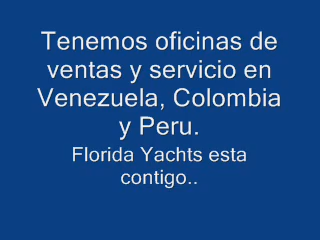 Tenemos oficinas de
ventas y servicio en
Venezuela, Colombia
y Peru.
Florida Yachts esta
contigo..